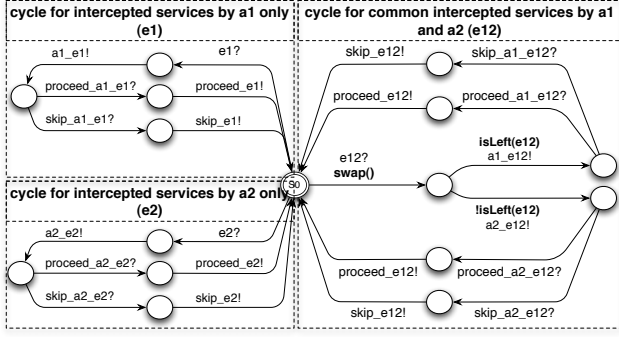 cycle for intercepted services by a1 only
(e1)
a1_e1!
e1?
proceed_a1_e1?
proceed_e1!
skip_a1_e1?
skip_e1!
cycle for intercepted services by a2 only
(e2)
a2_e2!
e2?
proceed_a2_e2?
proceed_e2!
skip_a2_e2?
skip_e2!
cycle for common intercepted services by a1
and a2 (e12)
skip_e12!
skip_a1_e12?
proceed_e12!
proceed_a1_e12?
S0
e12?
swap()
isLeft(e12)
a1_e12!
!isLeft(e12)
a2_e12!
proceed_e12!
proceed_a2_e12?
skip_e12!
skip_a2_e12?